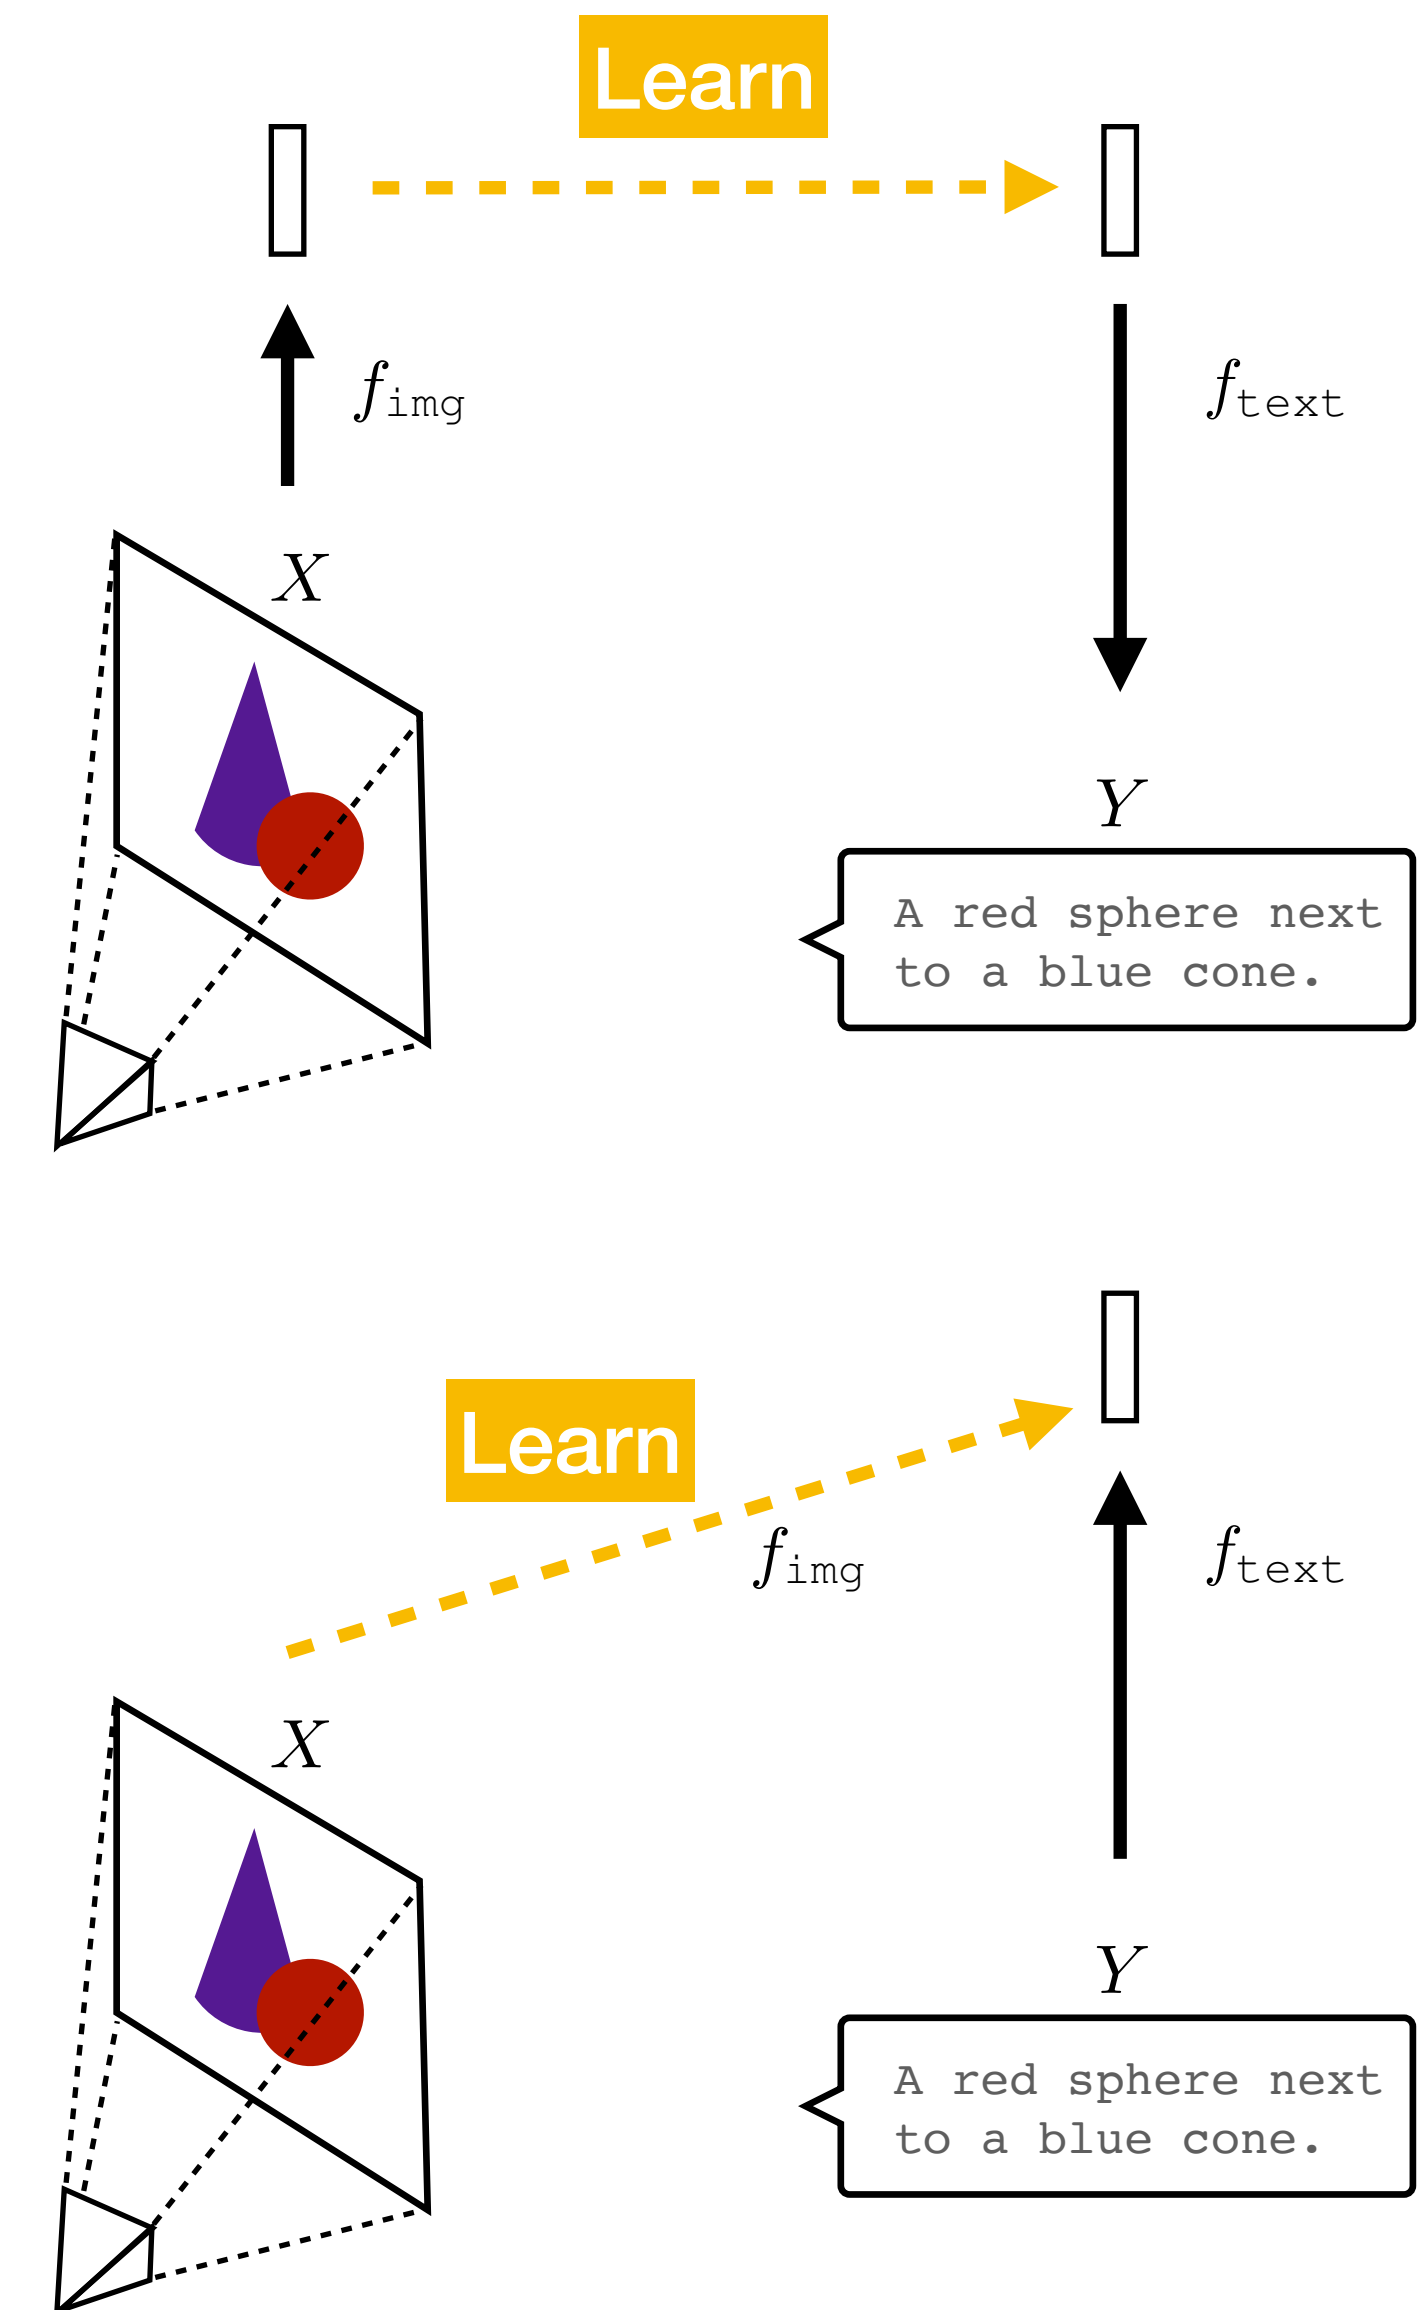 Learn
f_img
f_text
X
Y
A red sphere next
to a blue cone.
Learn
f_img
f_text
X
Y
A red sphere next
to a blue cone.